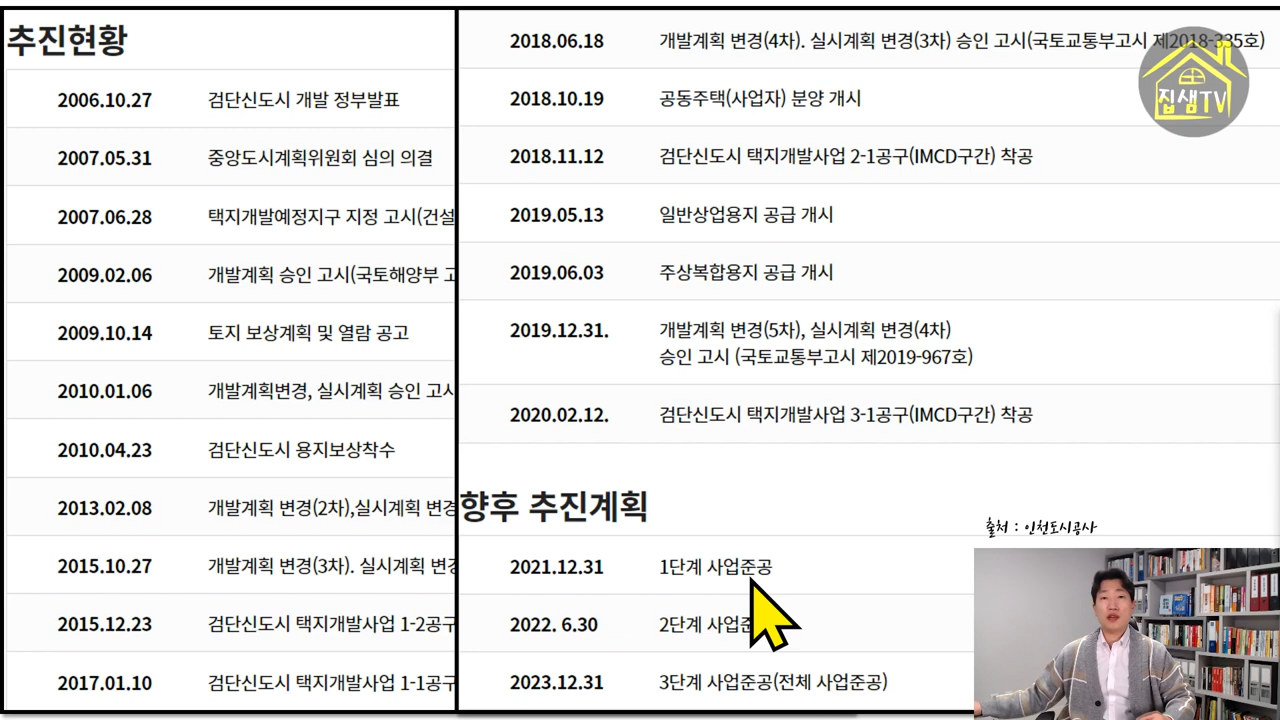 추진현황
2006.10.27 검단신도시 개발 정부발표
2007.05.31 중앙도시계획위원회 심의 의결
2007.06.28 택지개발예정지구 지정 고시(건설
2009.02.06 개발계획 승인 고시(국토해양부 고
2009.10.14 토지 보상계획 및 열람 공고
2010.01.06 개발계획변경, 실시계획 승인 고시
2010.04.23 검단신도시 용지보상착수
2013.02.08 개발계획 변경(2차),실시계획 변경
2015.10.27 개발계획 변경(3차). 실시계획 변경
2015.12.23 검단신도시 택지개발사업 1-2공구
2017.01.10 검단신도시 택지개발사업 1-1공구
2018.06.18 개발계획 변경(4차). 실시계획 변경(3차) 승인 고시(국토교통부고시 제2018-335호)
2018.10.19 공동주택(사업자) 분양 개시
2018.11.12 검단신도시 택지개발사업 2-1공구(IMCD구간) 착공
2019.05.13 일반상업용지 공급 개시
2019.06.03 주상복합용지 공급 개시
2019.12.31. 개발계획 변경(5차), 실시계획 변경(4차)
승인 고시 (국토교통부고시 제2019-967호)
2020.02.12. 검단신도시 택지개발사업 3-1공구(IMCD구간) 착공
향후 추진계획
2021.12.31 1단계 사업준공
2022. 6.30 2단계 사업준
2023.12.31 3단계 사업준공(전체 사업준공)
집샘TV
출처 : 인천도시공사